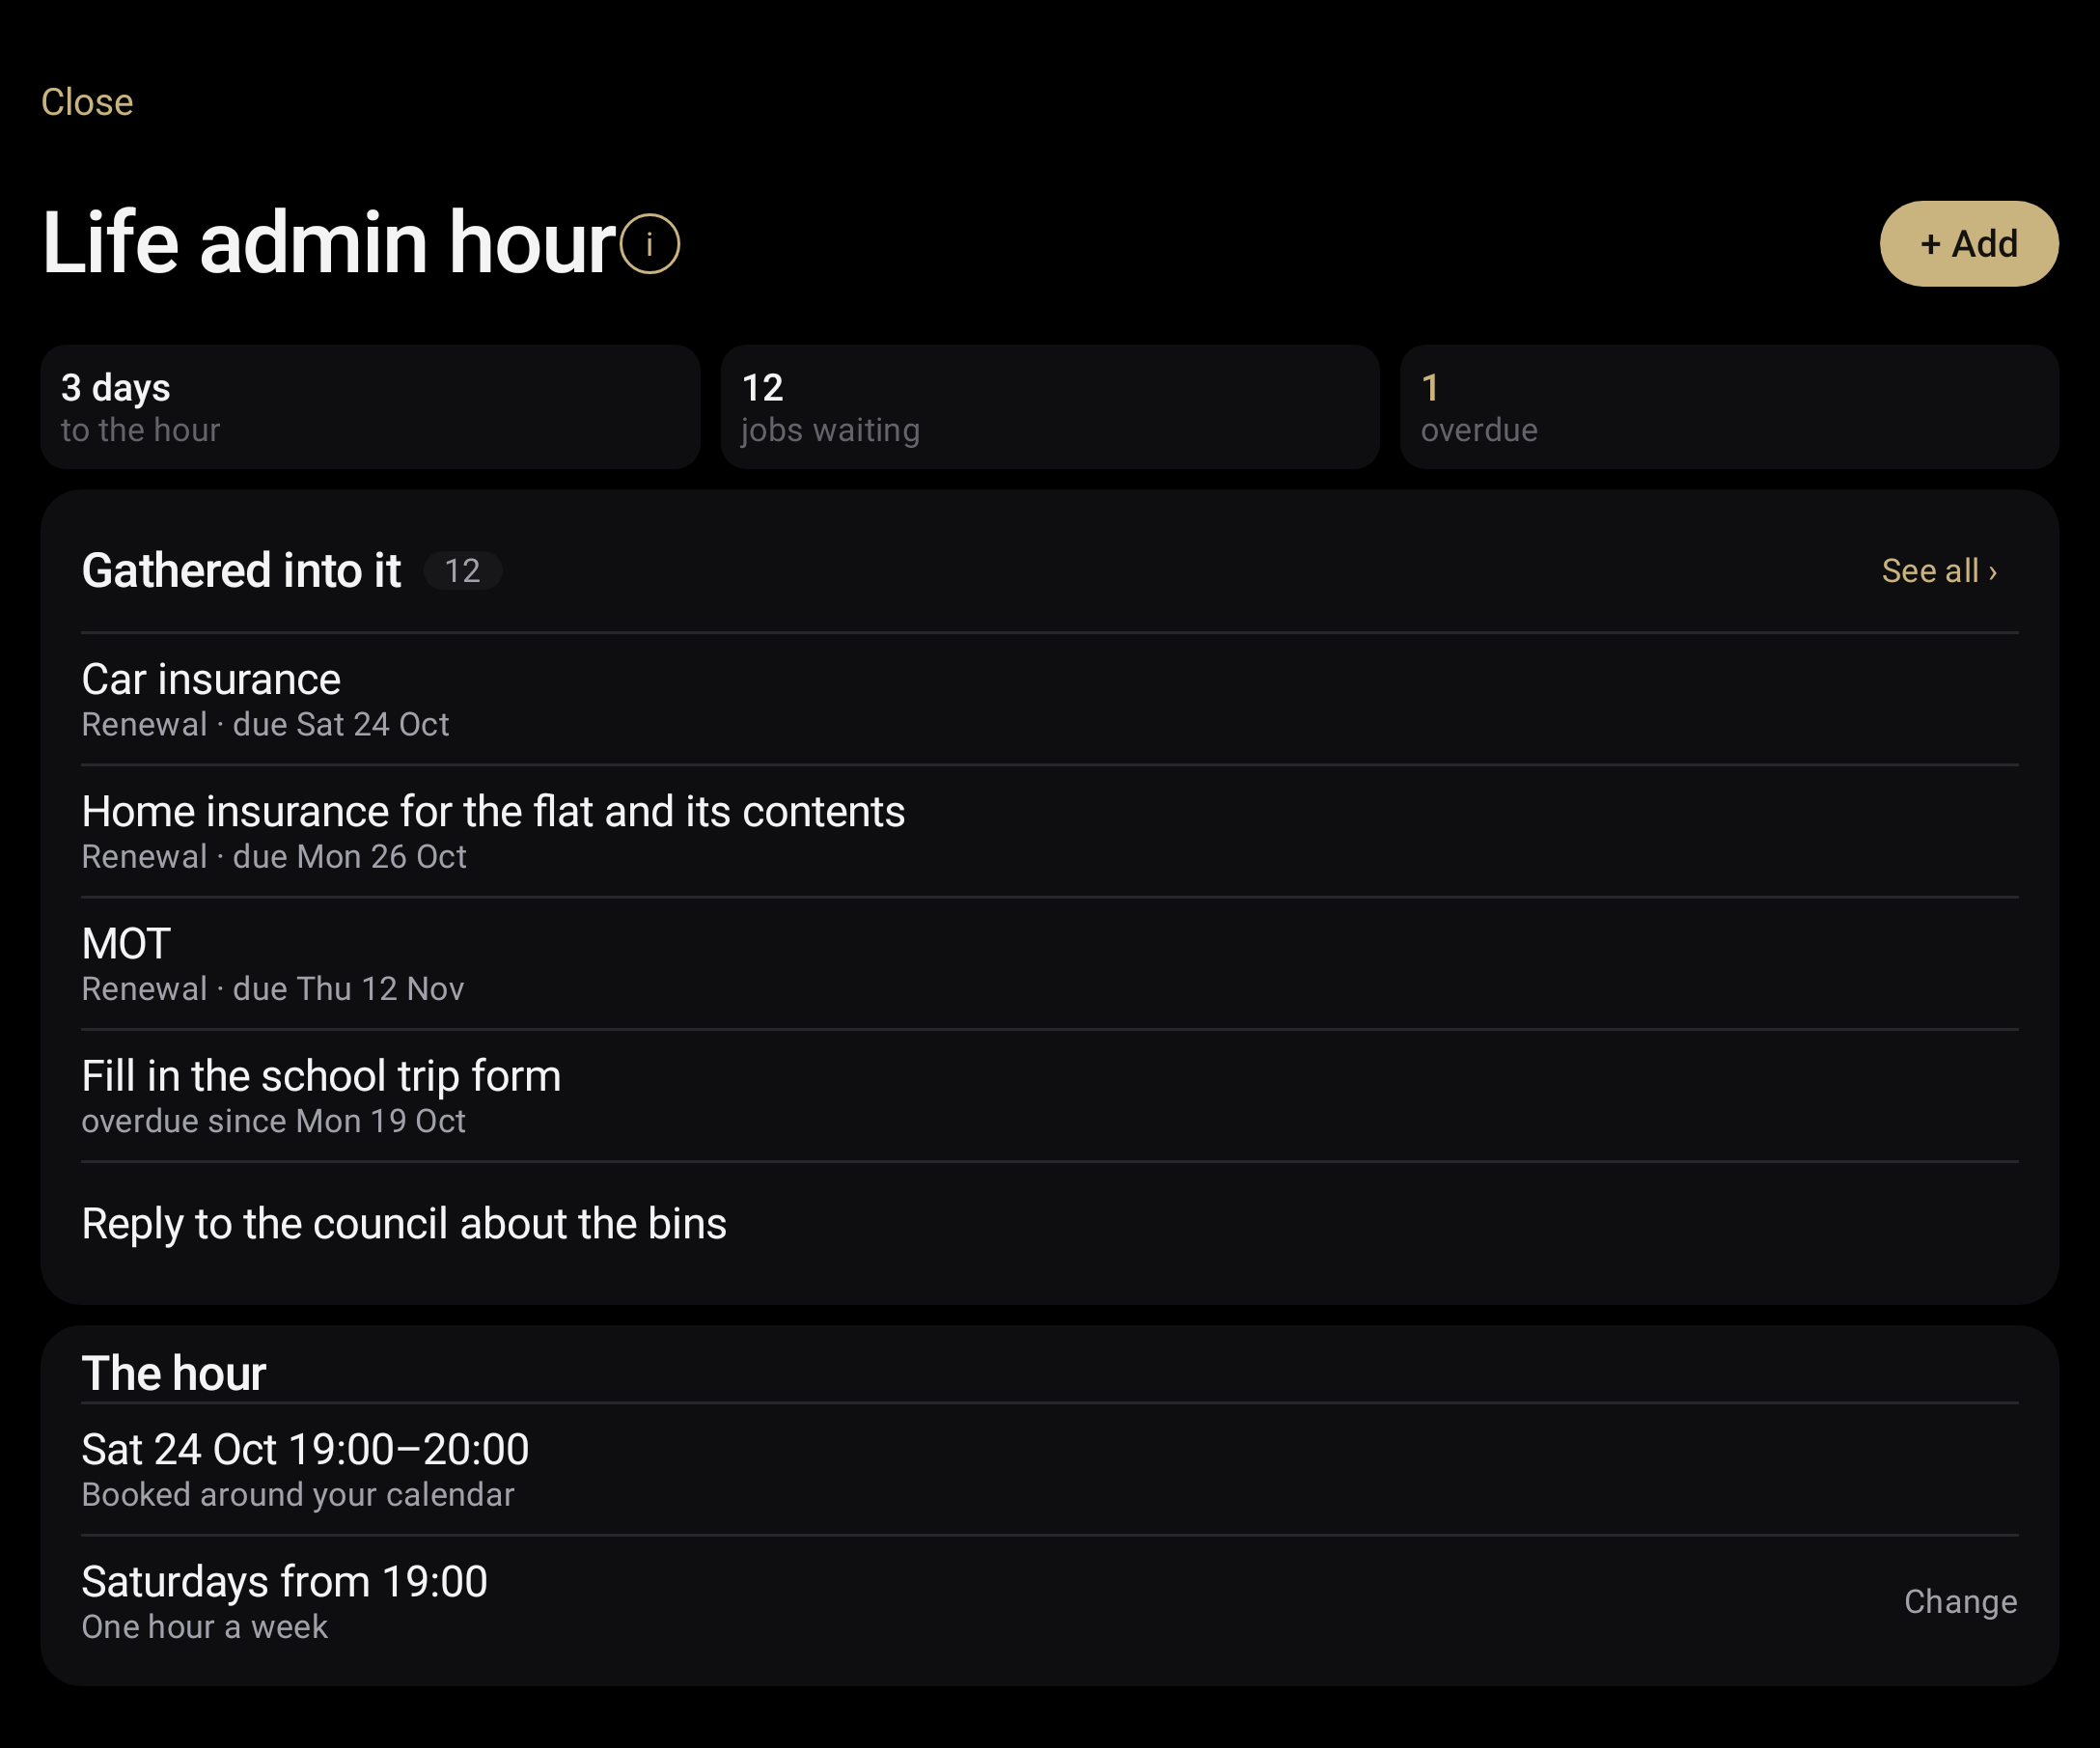 Close
Life admin hour i
+ Add
3 days
to the hour
12
jobs waiting
1
overdue
Gathered into it 12
See all ›
Car insurance
Renewal · due Sat 24 Oct
Home insurance for the flat and its contents
Renewal · due Mon 26 Oct
MOT
Renewal · due Thu 12 Nov
Fill in the school trip form
overdue since Mon 19 Oct
Reply to the council about the bins
The hour
Sat 24 Oct 19:00–20:00
Booked around your calendar
Saturdays from 19:00
One hour a week
Change